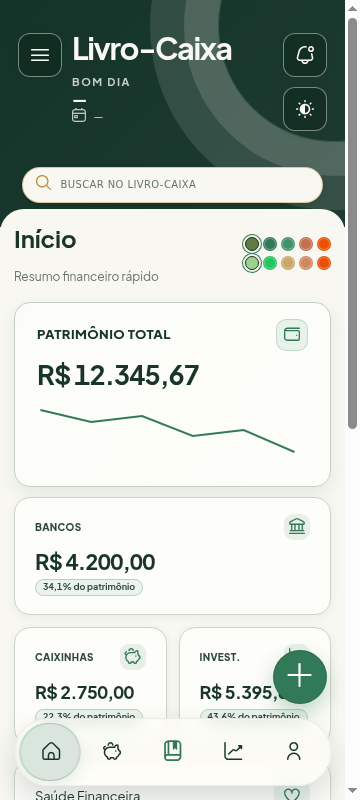 Livro-Caixa
BOM DIA
—
—
BUSCAR NO LIVRO-CAIXA
Início
Resumo financeiro rápido
PATRIMÔNIO TOTAL
R$ 12.345,67
BANCOS
R$ 4.200,00
34,1% do patrimônio
CAIXINHAS
INVEST.
R$ 2.750,00
R$ 5.395,
22,3% do patrimônio
43,6% do patrimônio
Saúde Financeira